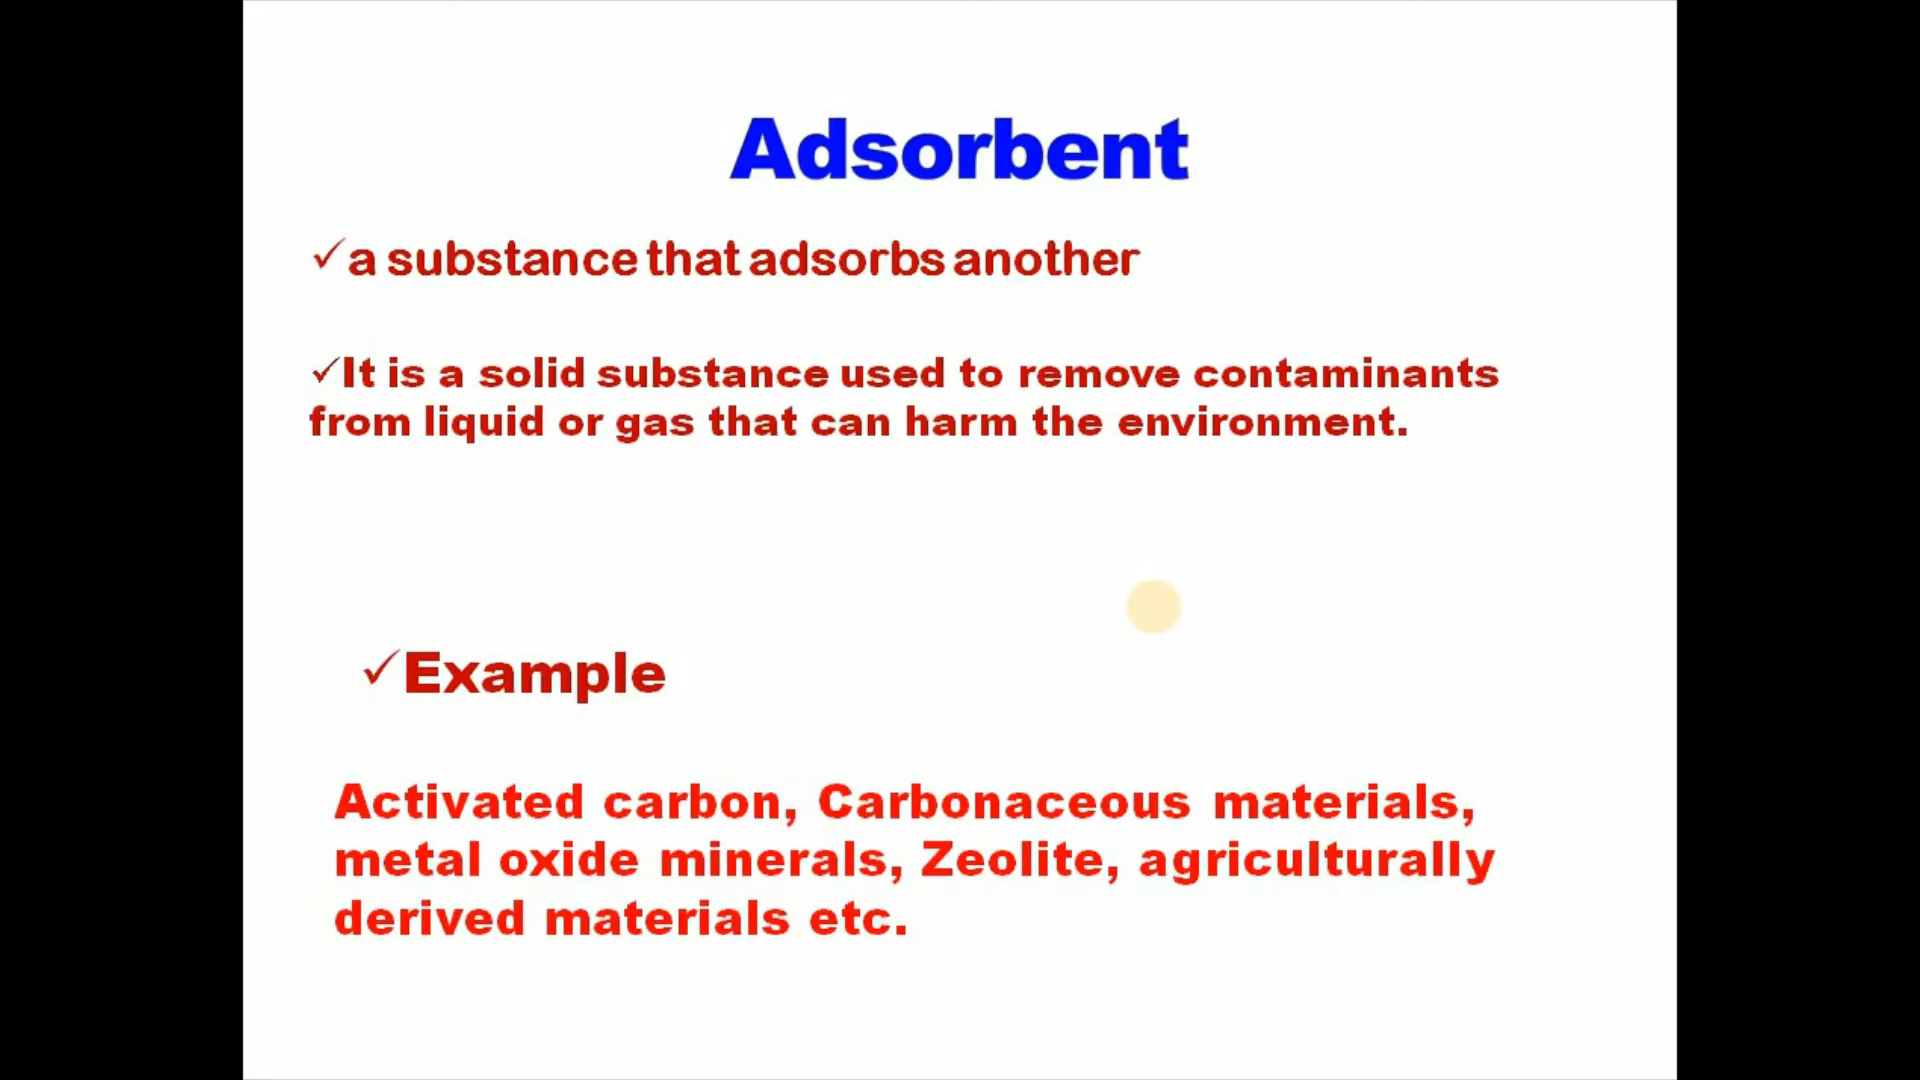 Adsorbent
✓a substance that adsorbs another
✓It is a solid substance used to remove contaminants
from liquid or gas that can harm the environment.
✓Example
Activated carbon, Carbonaceous materials,
metal oxide minerals, Zeolite, agriculturally
derived materials etc.